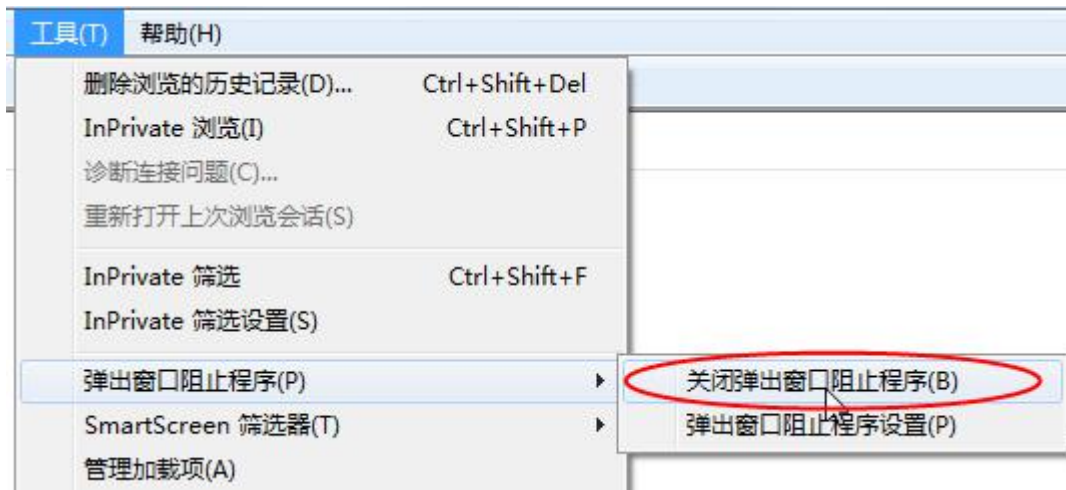 工具(T) 帮助(H)
删除浏览的历史记录(D)... Ctrl+Shift+Del
InPrivate 浏览(I) Ctrl+Shift+P
诊断连接问题(C)...
重新打开上次浏览会话(S)
InPrivate 筛选 Ctrl+Shift+F
InPrivate 筛选设置(S)
弹出窗口阻止程序(P) 关闭弹出窗口阻止程序(B)
SmartScreen 筛选器(T) 弹出窗口阻止程序设置(P)
管理加载项(A)